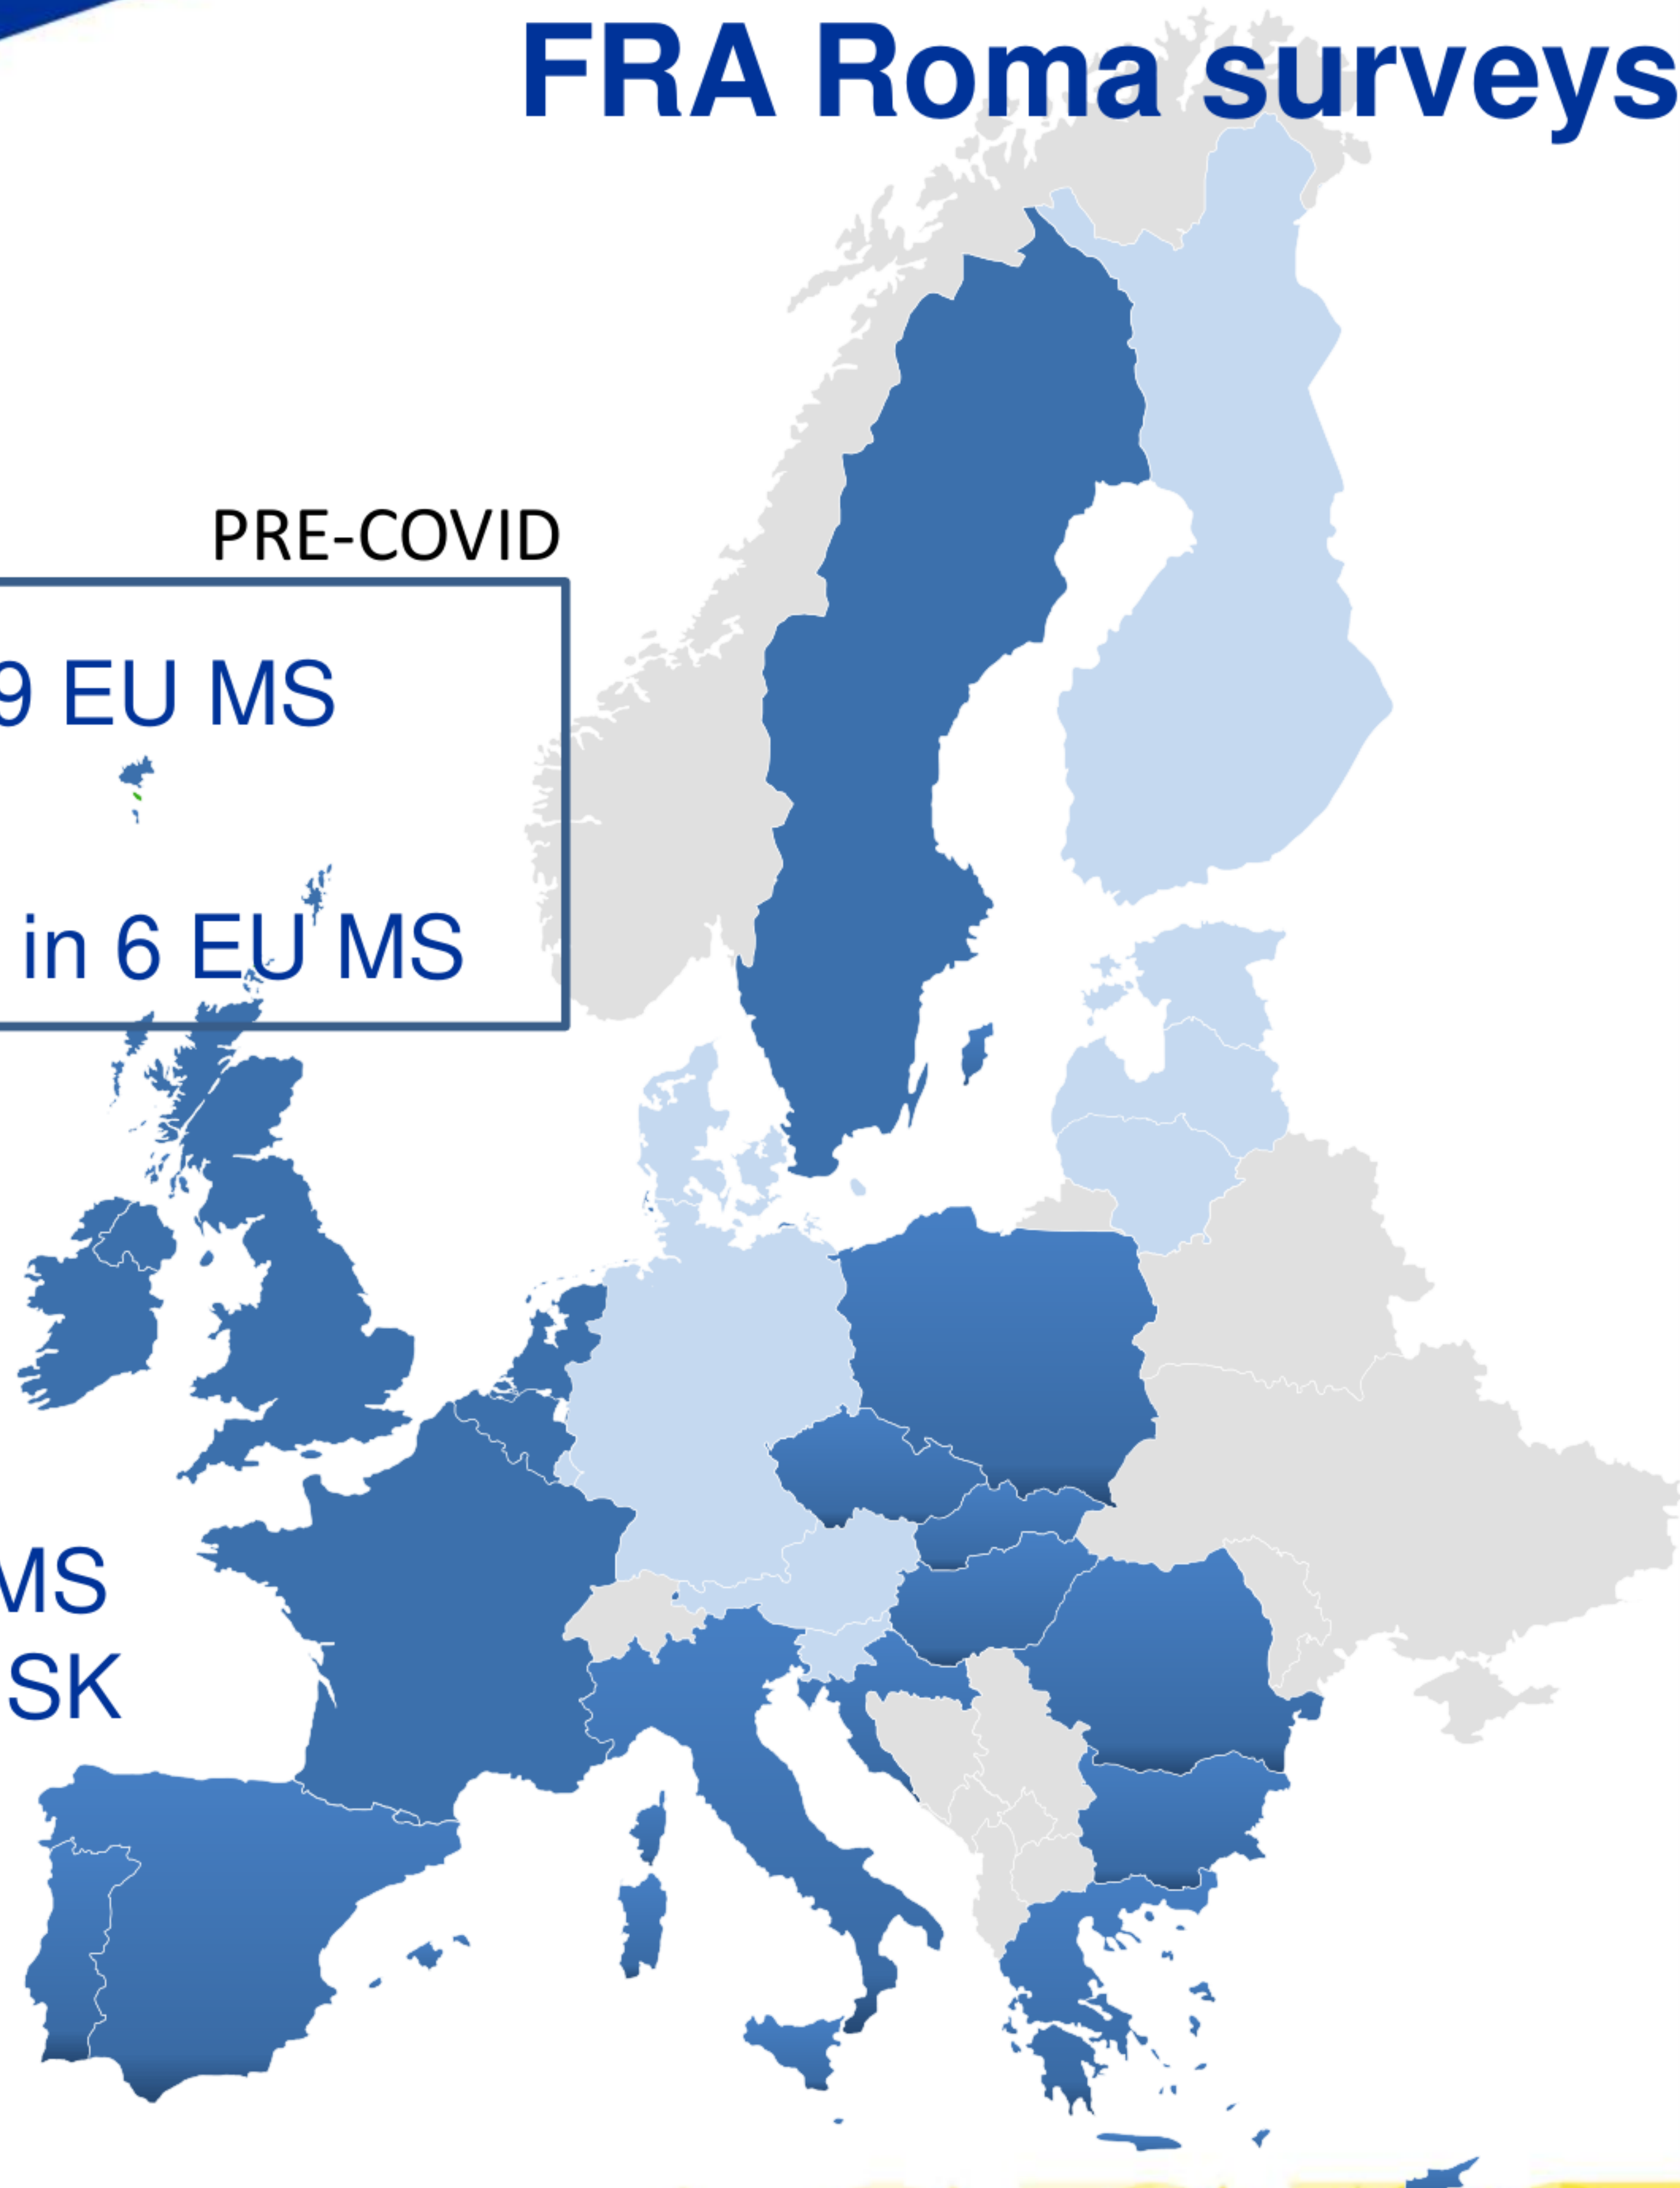 FRA Roma surveys
PRE-COVID
9 EU MS
in 6 EU MS
MS
SK